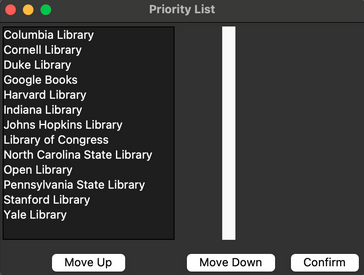 Priority List
Columbia Library
Cornell Library
Duke Library
Google Books
Harvard Library
Indiana Library
Johns Hopkins Library
Library of Congress
North Carolina State Library
Open Library
Pennsylvania State Library
Stanford Library
Yale Library
Move Up
Move Down
Confirm